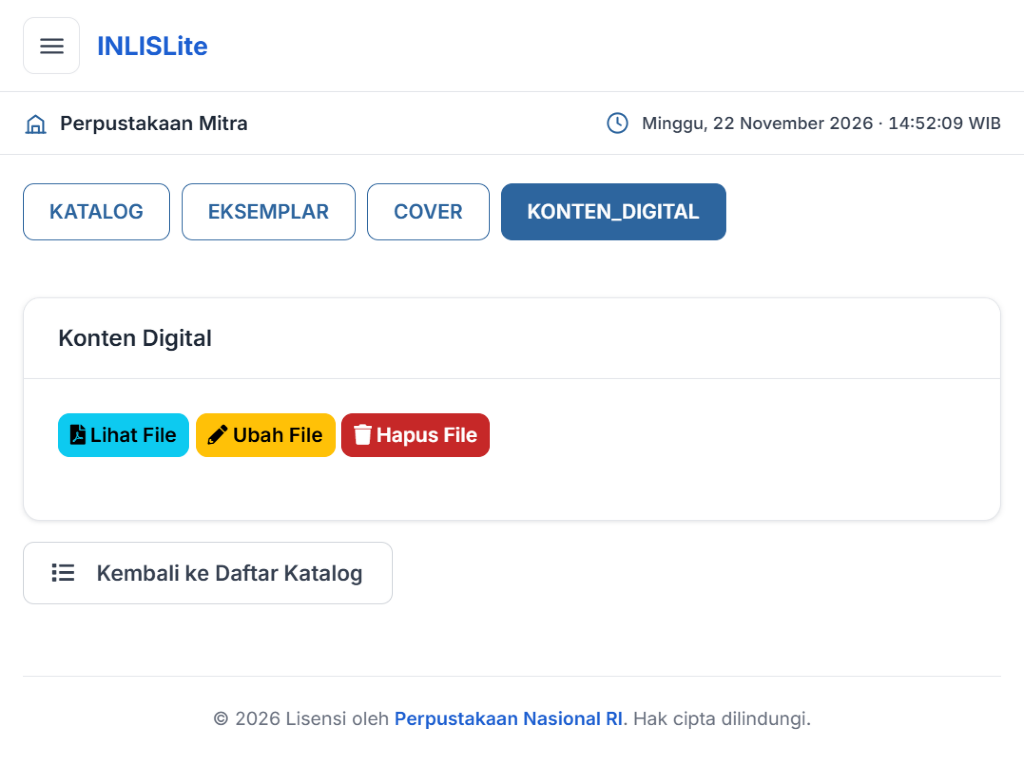 INLISLite
Perpustakaan Mitra
Minggu, 22 November 2026 · 14:52:09 WIB
KATALOG
EKSEMPLAR
COVER
KONTEN_DIGITAL
Konten Digital
Lihat File
Ubah File
Hapus File
Kembali ke Daftar Katalog
© 2026 Lisensi oleh Perpustakaan Nasional RI. Hak cipta dilindungi.